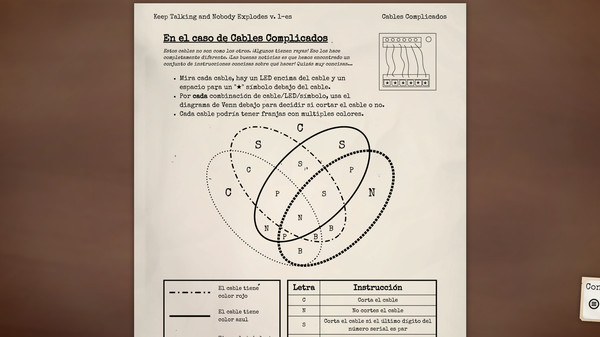 Keep Talking and Nobody Explodes v. 1-es
Cables Complicados
En el caso de Cables Complicados
Estos cables no son como los otros. ¡Algunos tienen rayas! Eso los hace
completamente diferente. ¡Las buenas noticias es que hemos encontrado un
conjunto de instrucciones concisas sobre qué hacer! Quizás muy concisas...
Mira cada cable, hay un LED encima del cable y un
espacio para un "★" símbolo debajo del cable.
Por cada combinación de cable/LED/símbolo, usa el
diagrama de Venn debajo para decidir si cortar el cable o no.
Cada cable podría tener franjas con multiples colores.
C
S S
S
C P
C P S N
N
N P B B
B
El cable tiene
color rojo
El cable tiene
color azul
Letra Instrucción
C Corta el cable
N No cortes el cable
S Corta el cable si el último dígito del
número serial es par
Con